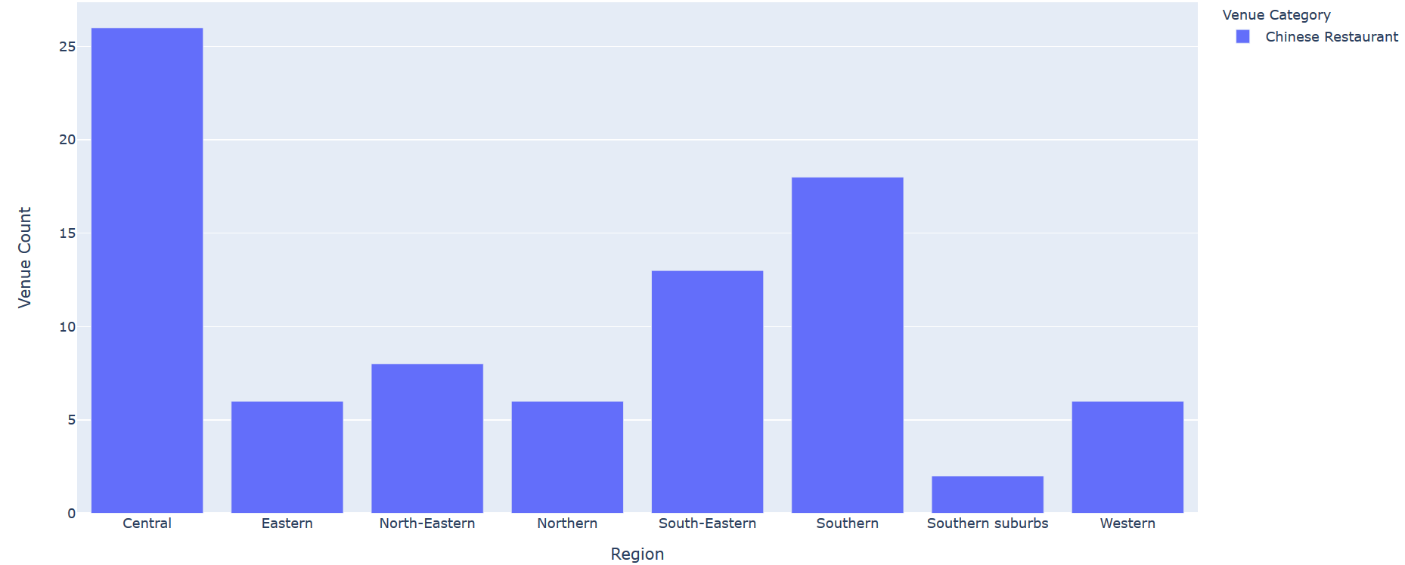 Venue Category
Chinese Restaurant
25
20
15
10
5
0
Venue Count
Central Eastern North-Eastern Northern South-Eastern Southern Southern suburbs Western
Region